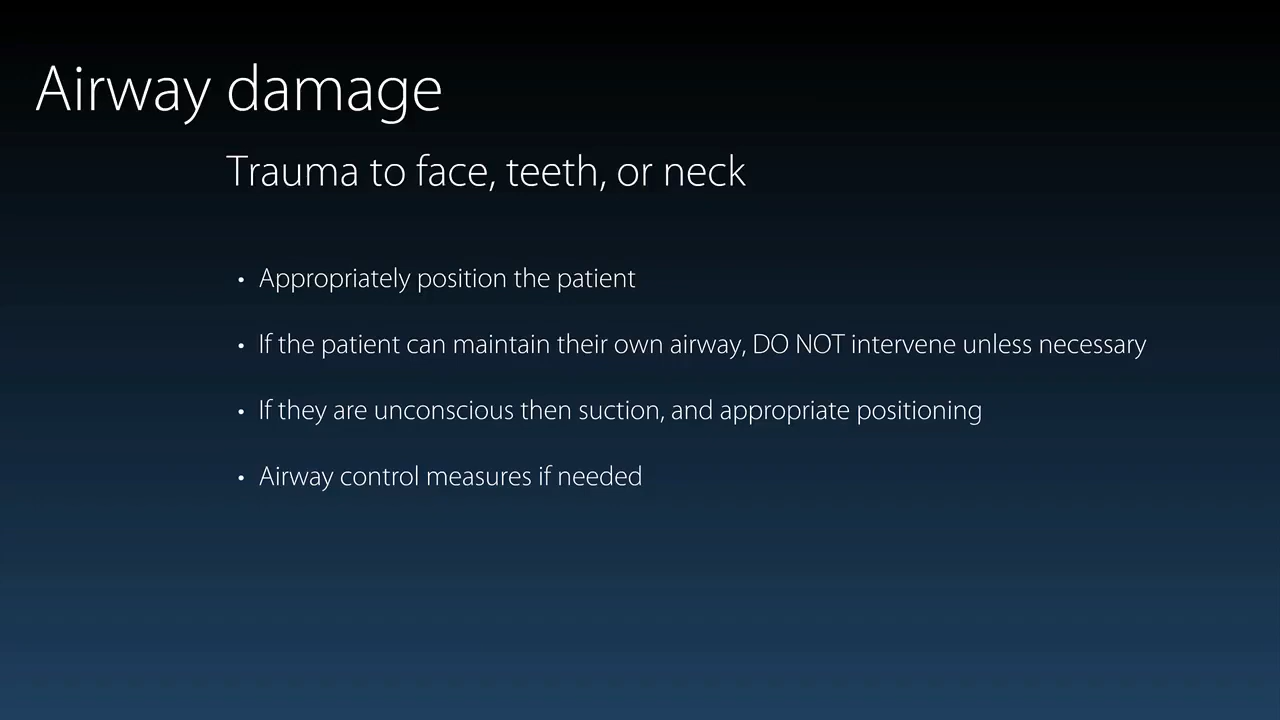 Airway damage
Trauma to face, teeth, or neck
• Appropriately position the patient
• If the patient can maintain their own airway, DO NOT intervene unless necessary
• If they are unconscious then suction, and appropriate positioning
• Airway control measures if needed